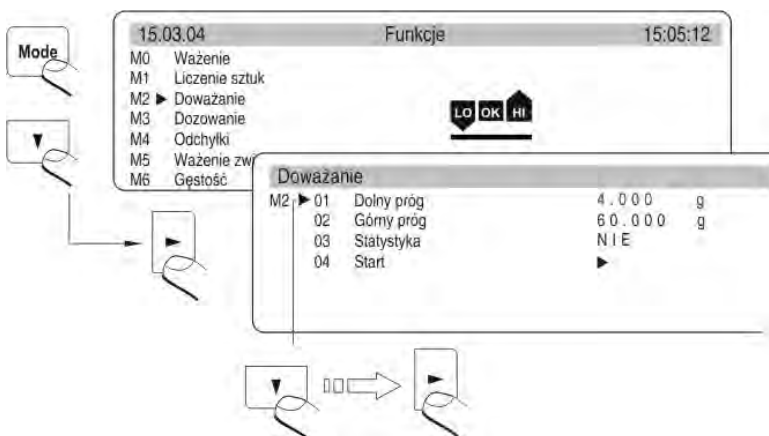 Mode
15.03.04 Funkcje 15:05:12
M0 Ważenie
M1 Liczenie sztuk
M2 ► Doważanie
M3 Dozowanie
M4 Odchyłki
M5 Ważenie zw
M6 Gęstość
LO OK HI
Doważanie
M2 ► 01 Dolny próg 4.000 g
02 Górny próg 60.000 g
03 Statystyka NIE
04 Start ►